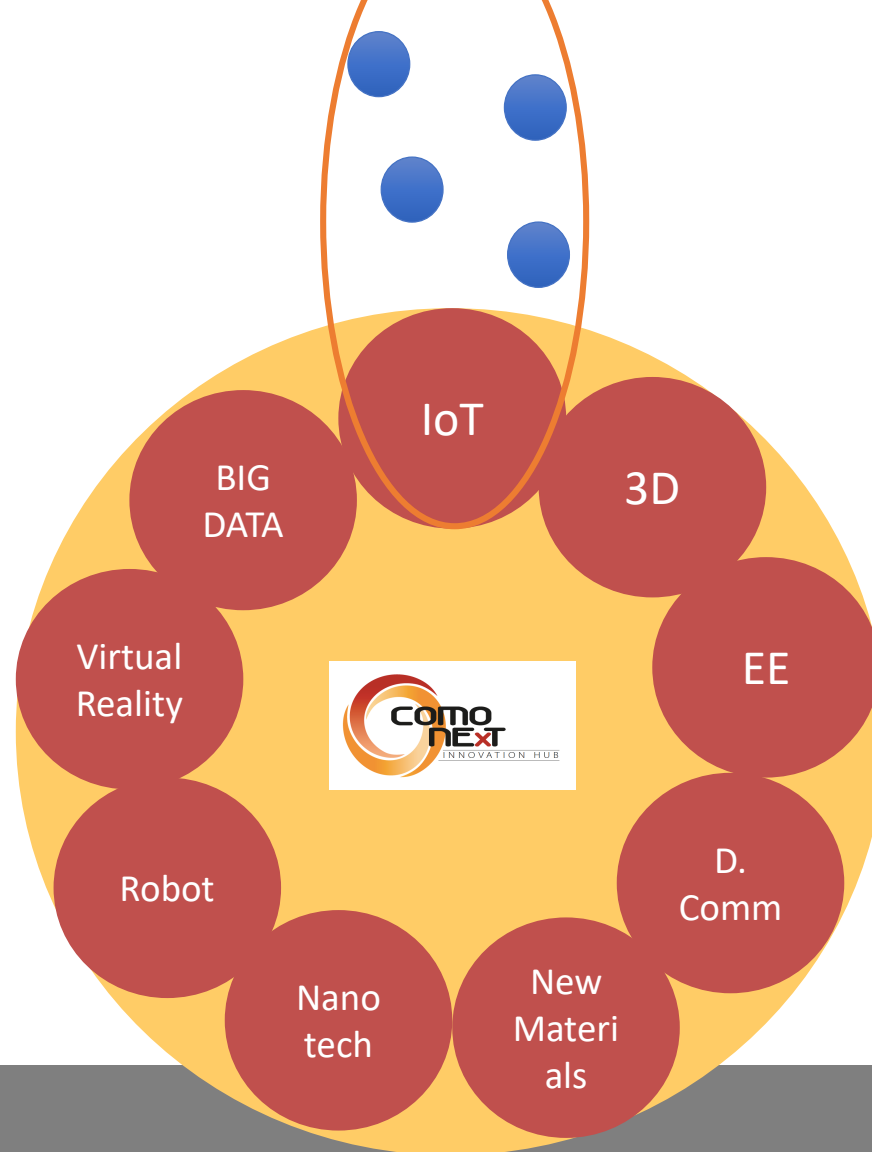 IoT
3D
BIG
DATA
EE
Virtual
Reality
COMO
NExT
INNOVATION HUB
D.
Comm
Robot
Nano
tech
New
Materi
als